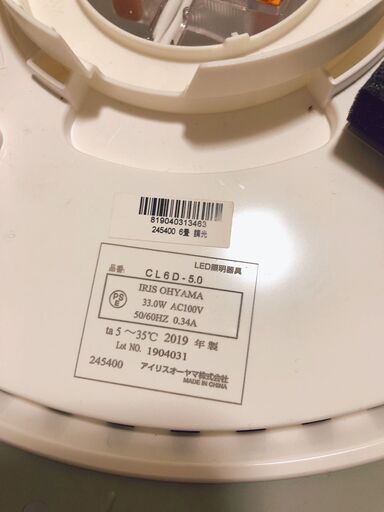 819040313463
245400 6畳 調光
LED照明器具
品番: CL6D-5.0
PS
E
IRIS OHYAMA
33.0W AC100V
50/60HZ 0.34A
ta 5 ～35℃ 2019 年 製
Lot NO. 1904031
245400 アイリスオーヤマ株式会社
MADE IN CHINA